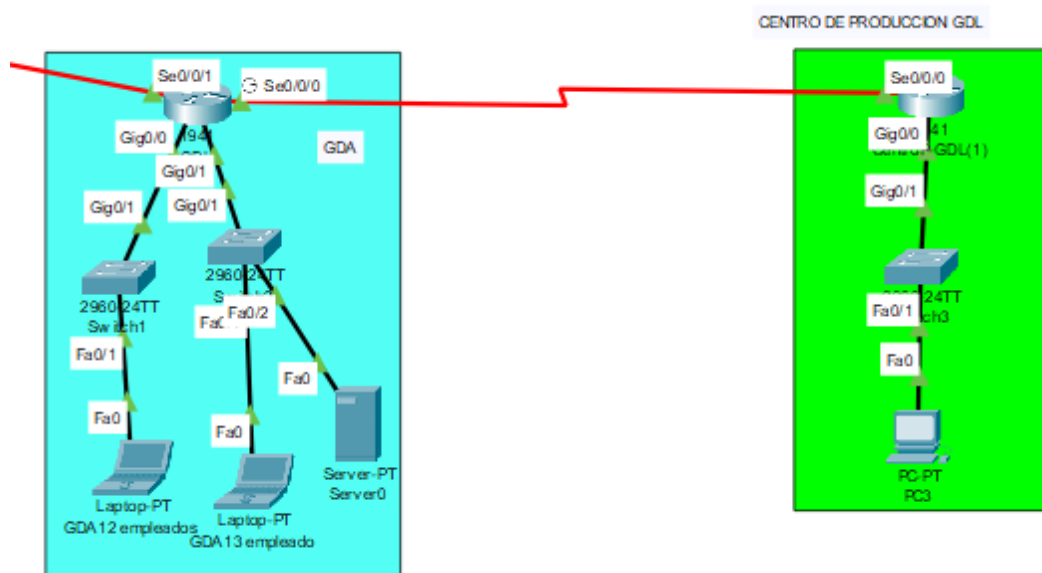 CENTRO DE PRODUCCION GDL
Se0/0/1
Se0/0/0
GDA
Gig0/0
Gig0/1
Gig0/1
Gig0/1
2960-24TT
Switch1
2960-24TT
Fa0/2
Fa0/1
Fa0
Fa0
Fa0
Laptop-PT
GDA12 empleados
Laptop-PT
GDA13 empleado
Server-PT
Server0
Se0/0/0
Gig0/0
Gig0/1
Fa0/1
Fa0
PC-PT
PC3